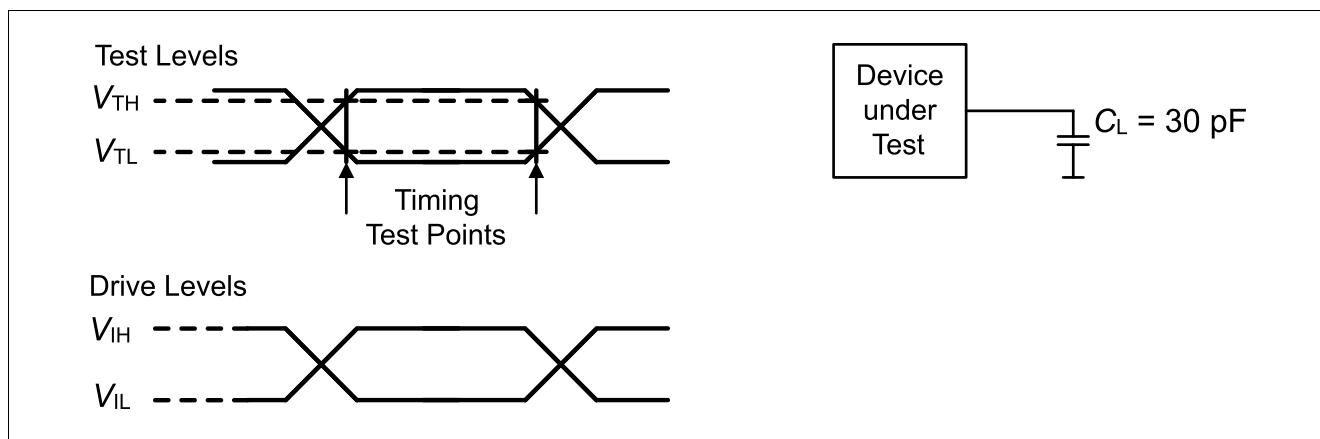 Test Levels
VTH
VTL
Timing
Test Points
Device
under
Test
CL = 30 pF
Drive Levels
VIH
VIL